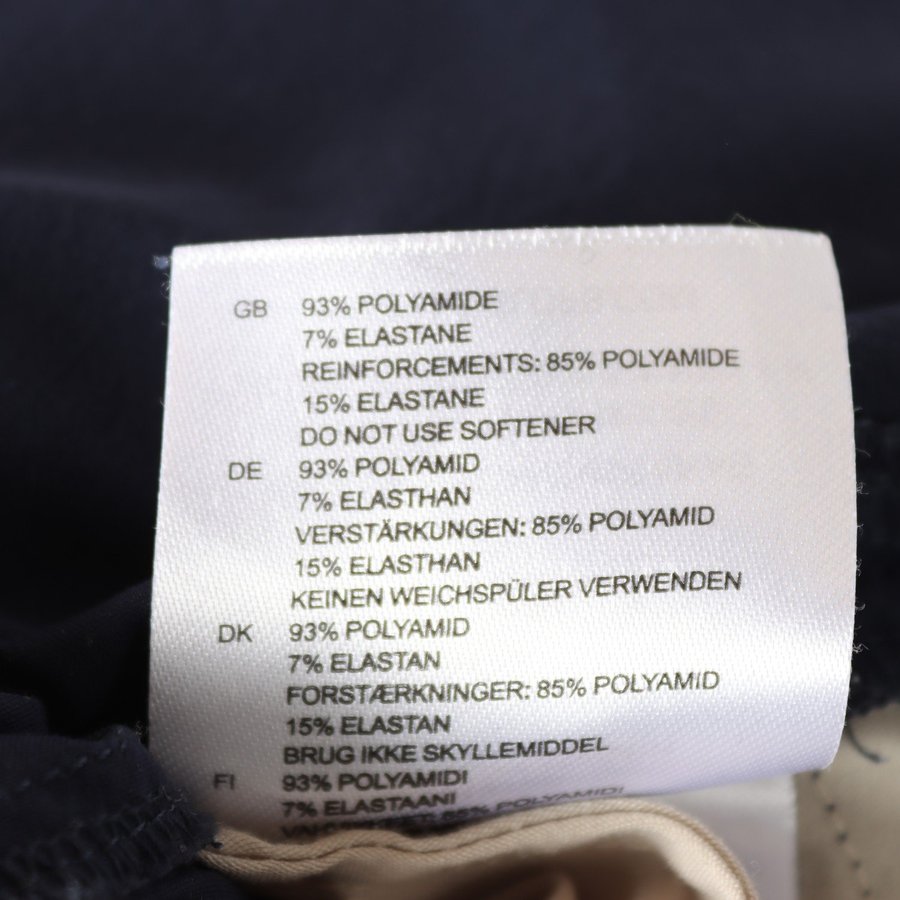 GB 93% POLYAMIDE
7% ELASTANE
REINFORCEMENTS: 85% POLYAMIDE
15% ELASTANE
DO NOT USE SOFTENER
DE 93% POLYAMID
7% ELASTHAN
VERSTÄRKUNGEN: 85% POLYAMID
15% ELASTHAN
KEINEN WEICHSPÜLER VERWENDEN
DK 93% POLYAMID
7% ELASTAN
FORSTÆRKNINGER: 85% POLYAMID
15% ELASTAN
BRUG IKKE SKYLLEMIDDEL
FI 93% POLYAMIDI
7% ELASTAANI
85% POLYAMIDI